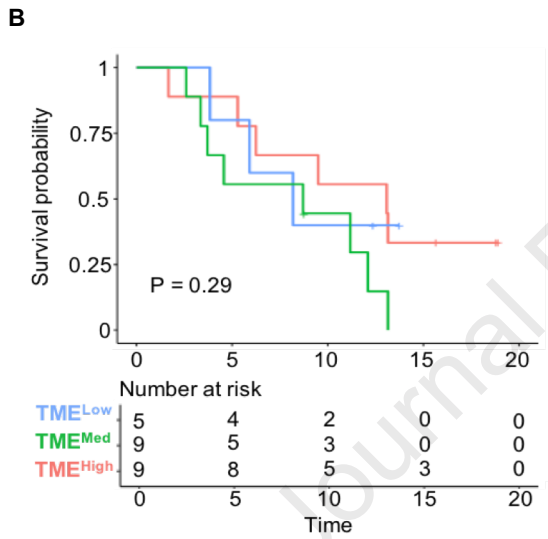 B
Survival probability
1
0.75
0.5
0.25
0
P = 0.29
0 5 10 15 20
Number at risk
TMELow 5 4 2 0 0
TMEMed 9 5 3 0 0
TMEHigh 9 8 5 3 0
0 5 10 15 20
Time
Journal